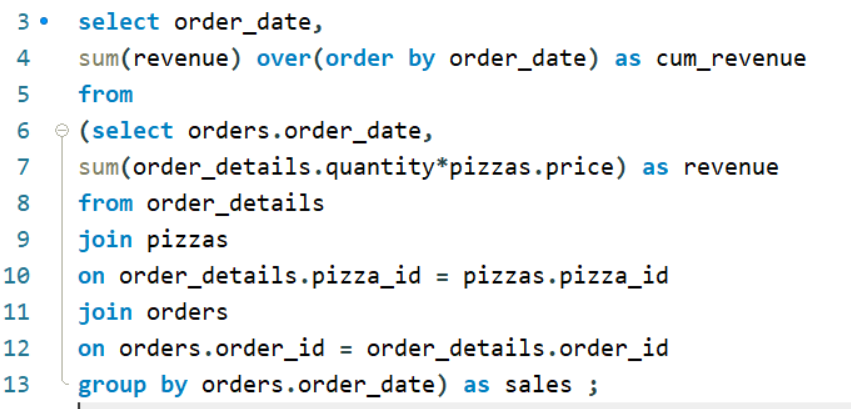 3 select order_date,
4 sum(revenue) over(order by order_date) as cum_revenue
5 from
6 (select orders.order_date,
7 sum(order_details.quantity*pizzas.price) as revenue
8 from order_details
9 join pizzas
10 on order_details.pizza_id = pizzas.pizza_id
11 join orders
12 on orders.order_id = order_details.order_id
13 group by orders.order_date) as sales ;